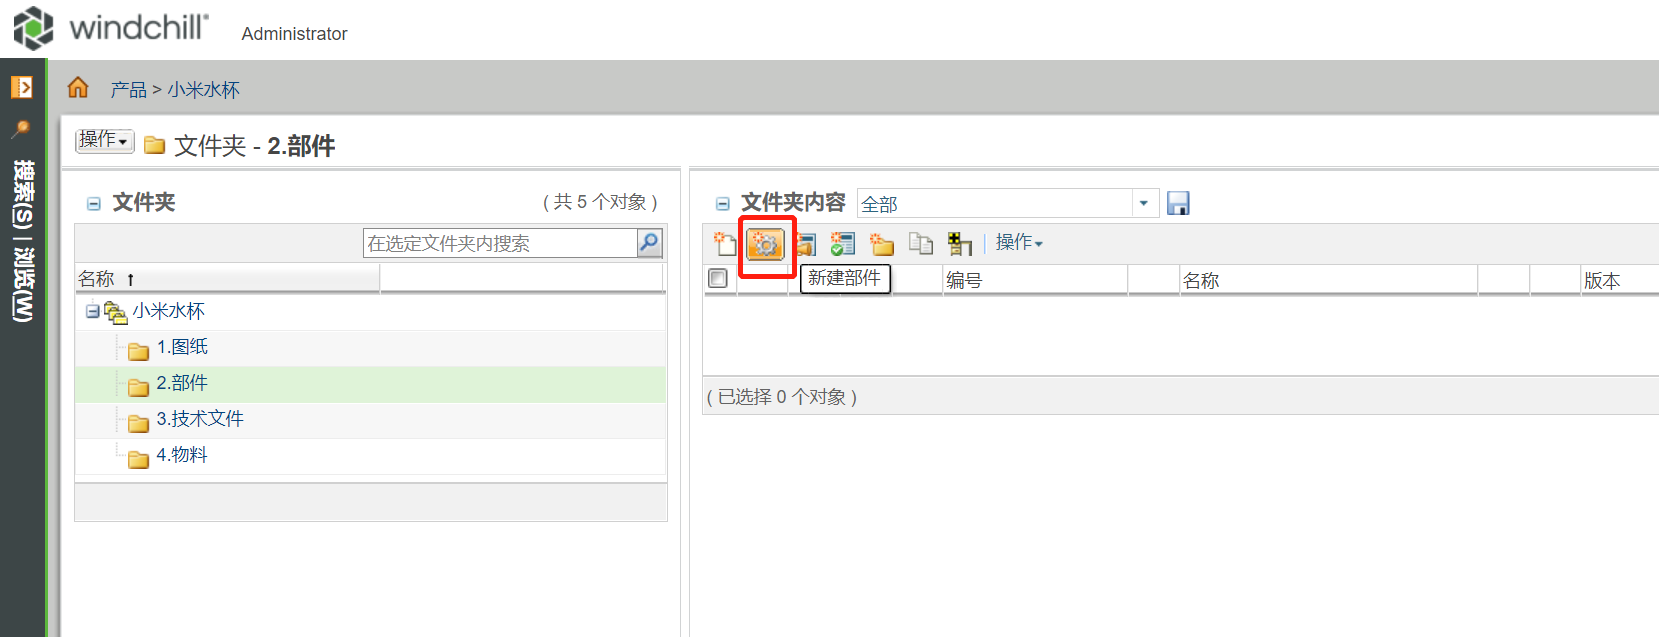 windchill® Administrator
产品 > 小米水杯
操作 文件夹 - 2.部件
文件夹 ( 共 5 个对象 )
在选定文件夹内搜索
名称 ↑
小米水杯
1.图纸
2.部件
3.技术文件
4.物料
文件夹内容 全部
操作
新建部件
编号 名称 版本
( 已选择 0 个对象 )
搜索(S) | 浏览(W)